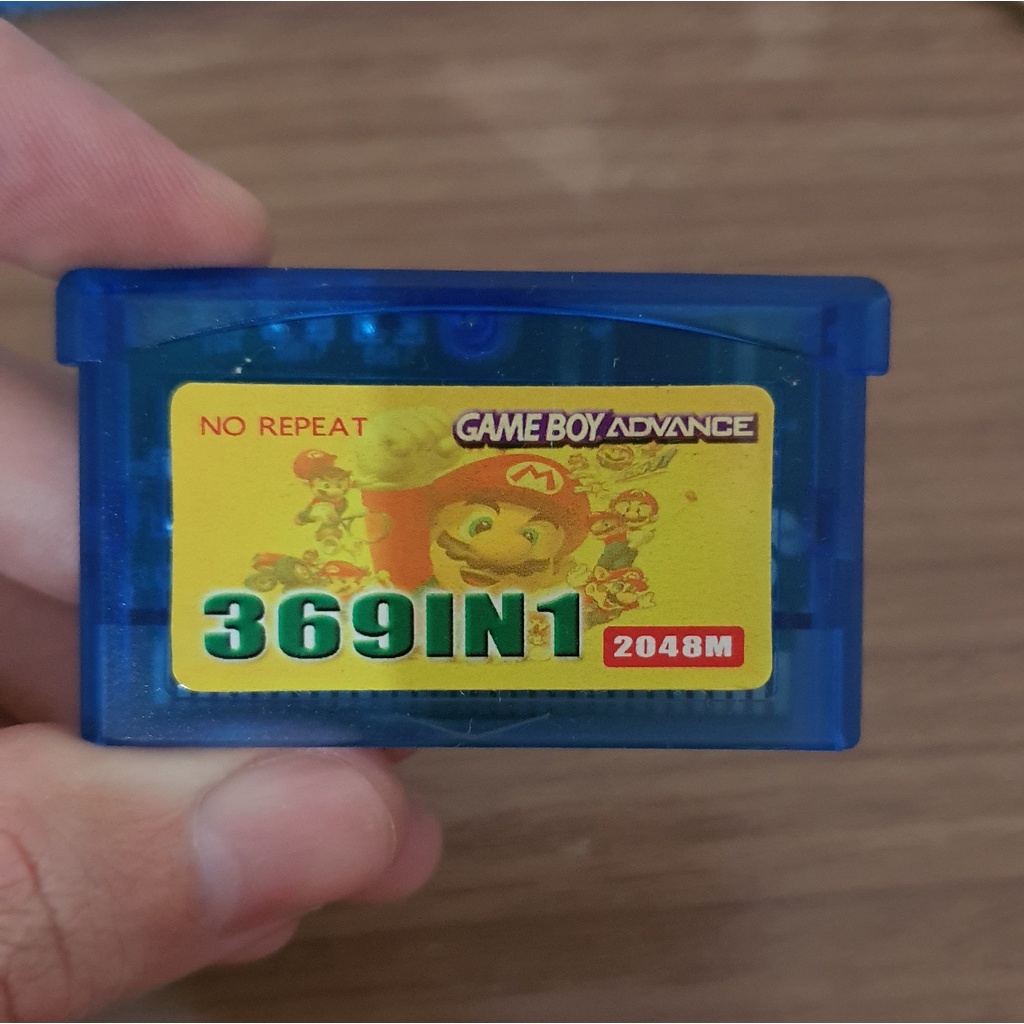 NO REPEAT
GAME BOY ADVANCE
M
369IN1
2048M